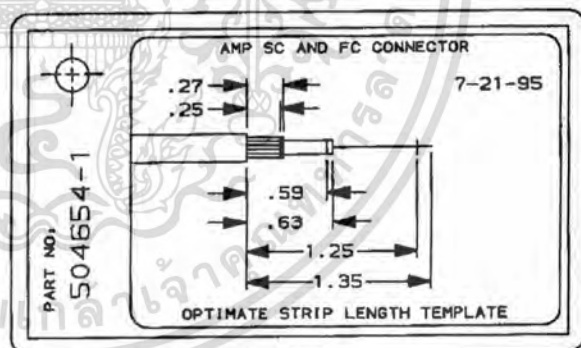 AMP SC AND FC CONNECTOR
7-21-95
.27
.25
.59
.63
1.25
1.35
OPTIMATE STRIP LENGTH TEMPLATE
PART NO:
504654-1